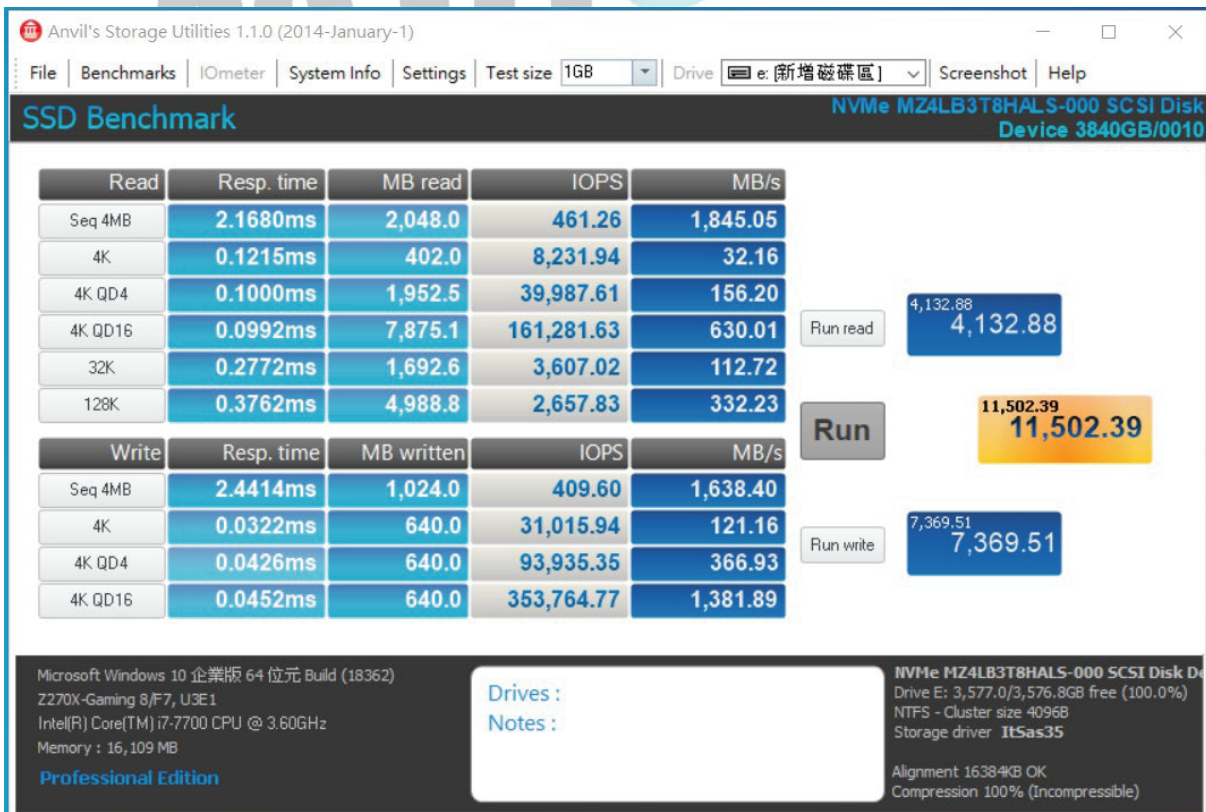 Anvil's Storage Utilities 1.1.0 (2014-January-1)
File Benchmarks IOmeter System Info Settings Test size 1GB Drive e: [新增磁碟區] Screenshot Help
SSD Benchmark
NVMe MZ4LB3T8HALS-000 SCSI Disk
Device 3840GB/0010
Read Resp. time MB read IOPS MB/s
Seq 4MB 2.1680ms 2,048.0 461.26 1,845.05
4K 0.1215ms 402.0 8,231.94 32.16
4K QD4 0.1000ms 1,952.5 39,987.61 156.20
4K QD16 0.0992ms 7,875.1 161,281.63 630.01
32K 0.2772ms 1,692.6 3,607.02 112.72
128K 0.3762ms 4,988.8 2,657.83 332.23
Run read
4,132.88
4,132.88
Run
11,502.39
11,502.39
Write Resp. time MB written IOPS MB/s
Seq 4MB 2.4414ms 1,024.0 409.60 1,638.40
4K 0.0322ms 640.0 31,015.94 121.16
4K QD4 0.0426ms 640.0 93,935.35 366.93
4K QD16 0.0452ms 640.0 353,764.77 1,381.89
Run write
7,369.51
7,369.51
Microsoft Windows 10 企業版 64 位元 Build (18362)
Z270X-Gaming 8/F7, U3E1
Intel(R) Core(TM) i7-7700 CPU @ 3.60GHz
Memory : 16,109 MB
Professional Edition
Drives :
Notes :
NVMe MZ4LB3T8HALS-000 SCSI Disk De
Drive E: 3,577.0/3,576.8GB free (100.0%)
NTFS - Cluster size 4096B
Storage driver ItSas35
Alignment 16384KB OK
Compression 100% (Incompressible)